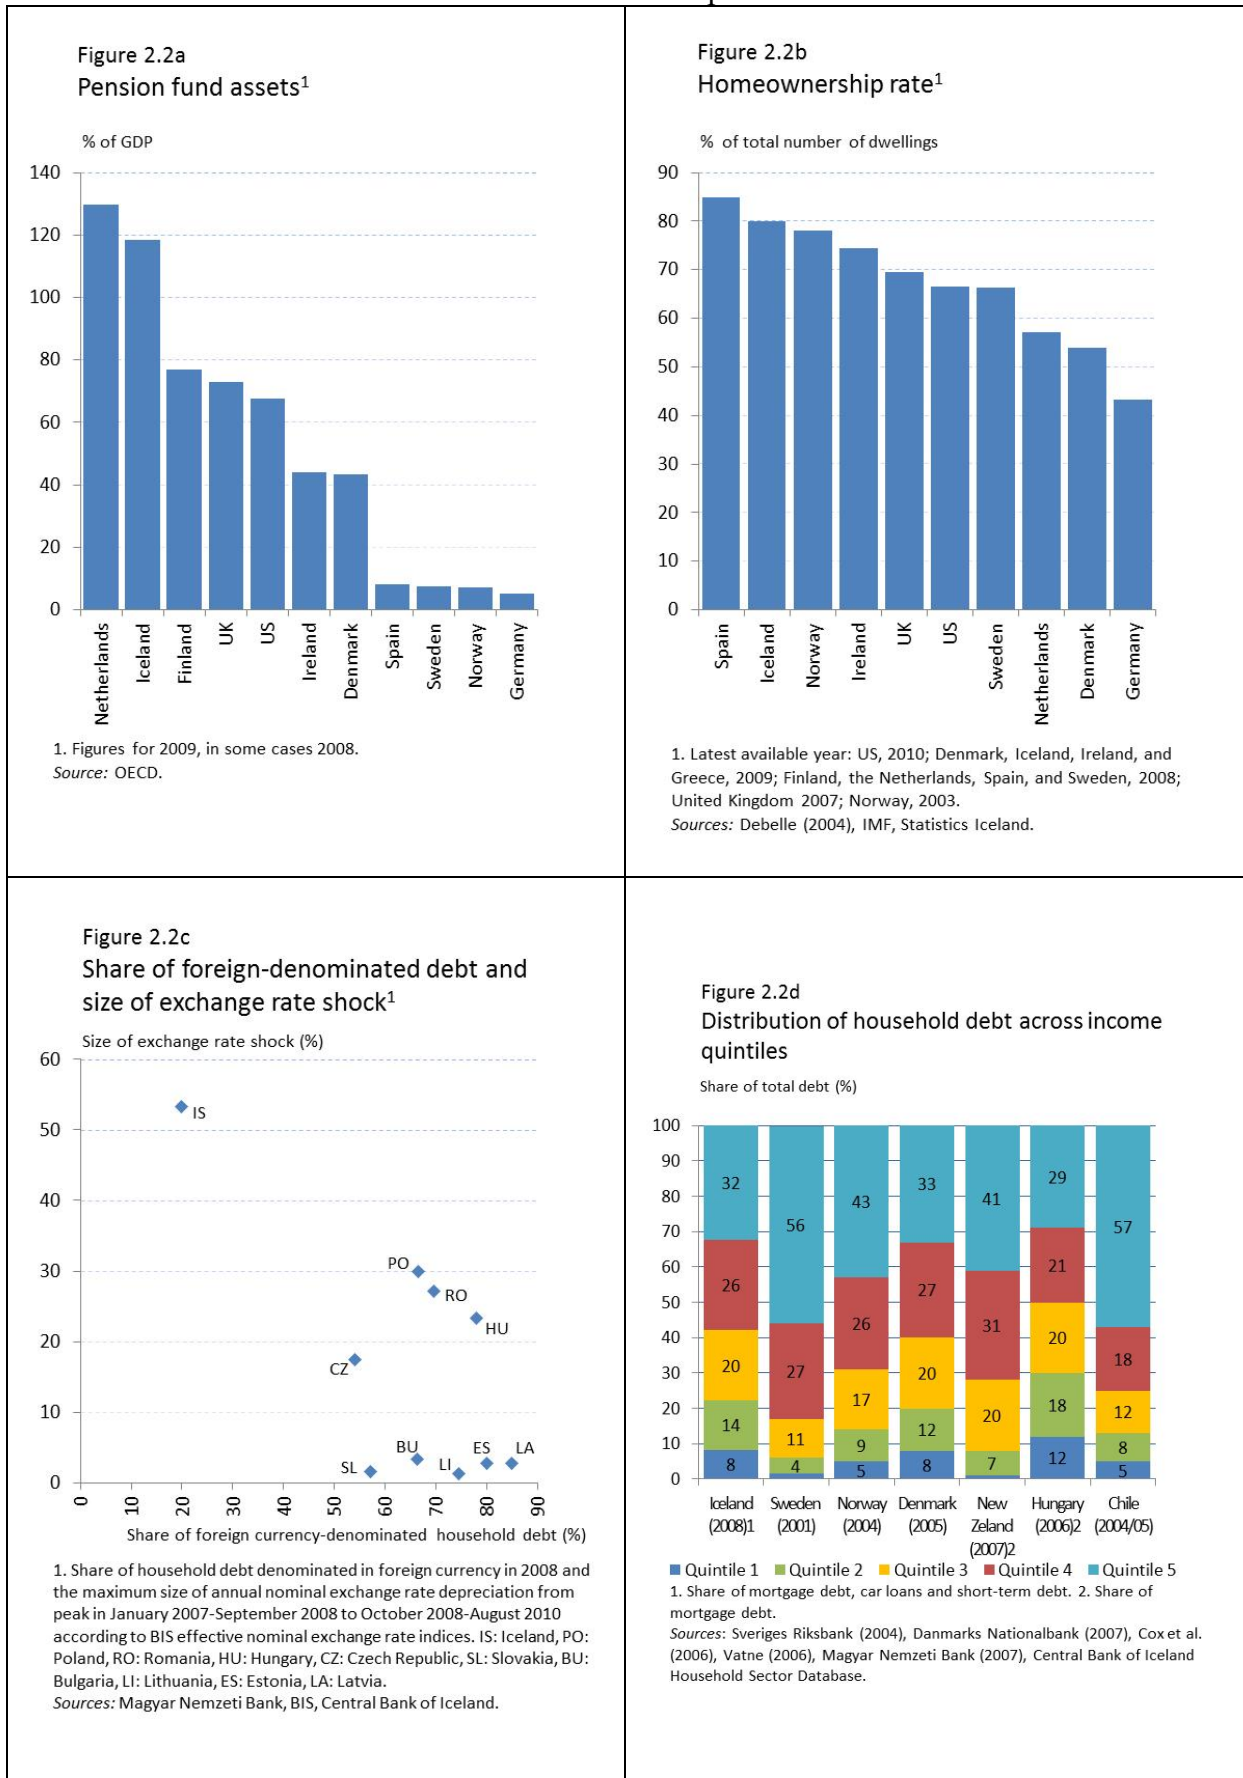 Figure 2.2a
Pension fund assets1
% of GDP
140
120
100
80
60
40
20
0
Netherlands
Iceland
Finland
UK
US
Ireland
Denmark
Spain
Sweden
Norway
Germany
1. Figures for 2009, in some cases 2008.
Source: OECD.
Figure 2.2b
Homeownership rate1
% of total number of dwellings
90
80
70
60
50
40
30
20
10
0
Spain
Iceland
Norway
Ireland
UK
US
Sweden
Netherlands
Denmark
Germany
1. Latest available year: US, 2010; Denmark, Iceland, Ireland, and
Greece, 2009; Finland, the Netherlands, Spain, and Sweden, 2008;
United Kingdom 2007; Norway, 2003.
Sources: Debelle (2004), IMF, Statistics Iceland.
Figure 2.2c
Share of foreign-denominated debt and
size of exchange rate shock1
Size of exchange rate shock (%)
60
50
40
30
20
10
0
IS
PO
RO
HU
CZ
SL
BU
LI
ES
LA
0 10 20 30 40 50 60 70 80 90
Share of foreign currency-denominated household debt (%)
1. Share of household debt denominated in foreign currency in 2008 and
the maximum size of annual nominal exchange rate depreciation from
peak in January 2007-September 2008 to October 2008-August 2010
according to BIS effective nominal exchange rate indices. IS: Iceland, PO:
Poland, RO: Romania, HU: Hungary, CZ: Czech Republic, SL: Slovakia, BU:
Bulgaria, LI: Lithuania, ES: Estonia, LA: Latvia.
Sources: Magyar Nemzeti Bank, BIS, Central Bank of Iceland.
Figure 2.2d
Distribution of household debt across income
quintiles
Share of total debt (%)
100
90
80
70
60
50
40
30
20
10
0
32 56 43 33 41 29 57
26 27 26 27 31 21 18
20 11 17 20 20 20 12
14 4 9 12 7 18 8
8 5 8 12 5
Iceland Sweden Norway Denmark New Hungary Chile
(2008)1 (2001) (2004) (2005) Zeland (2006)2 (2004/05)
(2007)2
Quintile 1 Quintile 2 Quintile 3 Quintile 4 Quintile 5
1. Share of mortgage debt, car loans and short-term debt. 2. Share of
mortgage debt.
Sources: Sveriges Riksbank (2004), Danmarks Nationalbank (2007), Cox et al.
(2006), Vatne (2006), Magyar Nemzeti Bank (2007), Central Bank of Iceland
Household Sector Database.